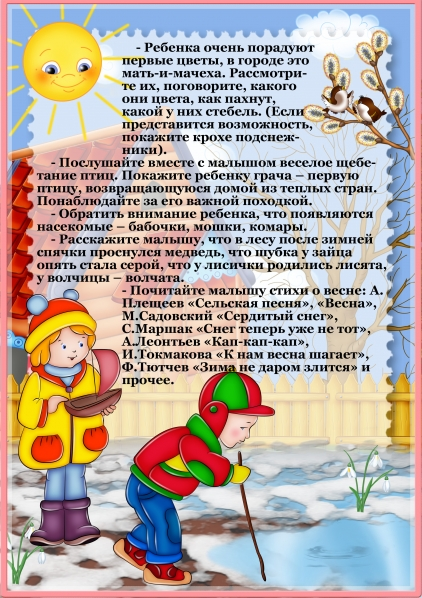 - Ребенка очень порадуют
первые цветы, в городе это
мать-и-мачеха. Рассмотри-
те их, поговорите, какого
они цвета, как пахнут,
какой у них стебель. (Если
представится возможность,
покажите крохе подснеж-
ники).
- Послушайте вместе с малышом веселое щебе-
тание птиц. Покажите ребенку грача – первую
птицу, возвращающуюся домой из теплых стран.
Понаблюдайте за его важной походкой.
- Обратить внимание ребенка, что появляются
насекомые – бабочки, мошки, комары.
- Расскажите малышу, что в лесу после зимней
спячки проснулся медведь, что шубка у зайца
опять стала серой, что у лисички родились лисята,
у волчицы – волчата.
- Почитайте малышу стихи о весне: А.
Плещеев «Сельская песня», «Весна»,
М.Садовский «Сердитый снег»,
С.Маршак «Снег теперь уже не тот»,
А.Леонтьев «Кап-кап-кап»,
И.Токмакова «К нам весна шагает»,
Ф.Тютчев «Зима не даром злится» и
прочее.